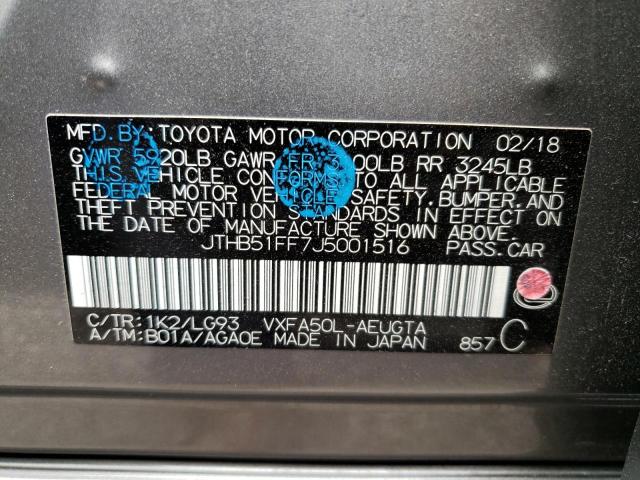 MFD. BY: TOYOTA MOTOR CORPORATION 02/18
GVWR 5920LB GAWR FR 00LB RR 3245LB
THIS VEHICLE CONFORMS TO ALL APPLICABLE
FEDERAL MOTOR VEHICLE SAFETY, BUMPER, AND
THEFT PREVENTION STANDARDS IN EFFECT ON
THE DATE OF MANUFACTURE SHOWN ABOVE.
JTHB51FF7J5001516 PASS. CAR
C/TR: 1K2/LG93 VXFA50L-AEUGTA
A/TM: B01A/AGA0E MADE IN JAPAN 857 C